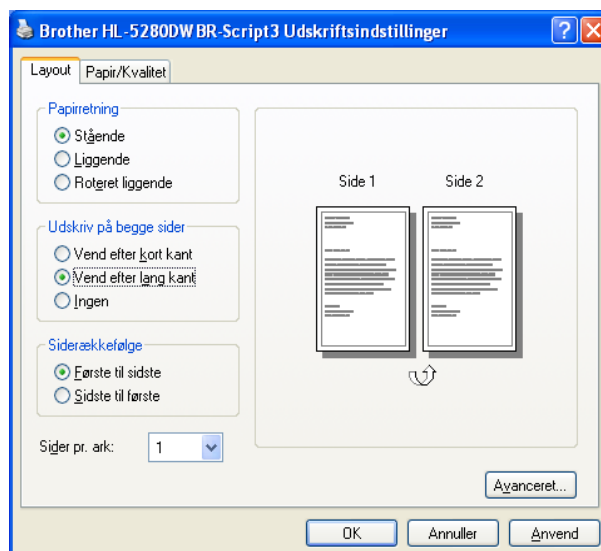 Brother HL-5280DW BR-Script3 Udskriftsindstillinger
Layout Papir/Kvalitet
Papirretning
Stående
Liggende
Roteret liggende
Udskriv på begge sider
Vend efter kort kant
Vend efter lang kant
Ingen
Siderækkefølge
Første til sidste
Sidste til første
Sider pr. ark: 1
Side 1 Side 2
Avanceret...
OK Annuller Anvend